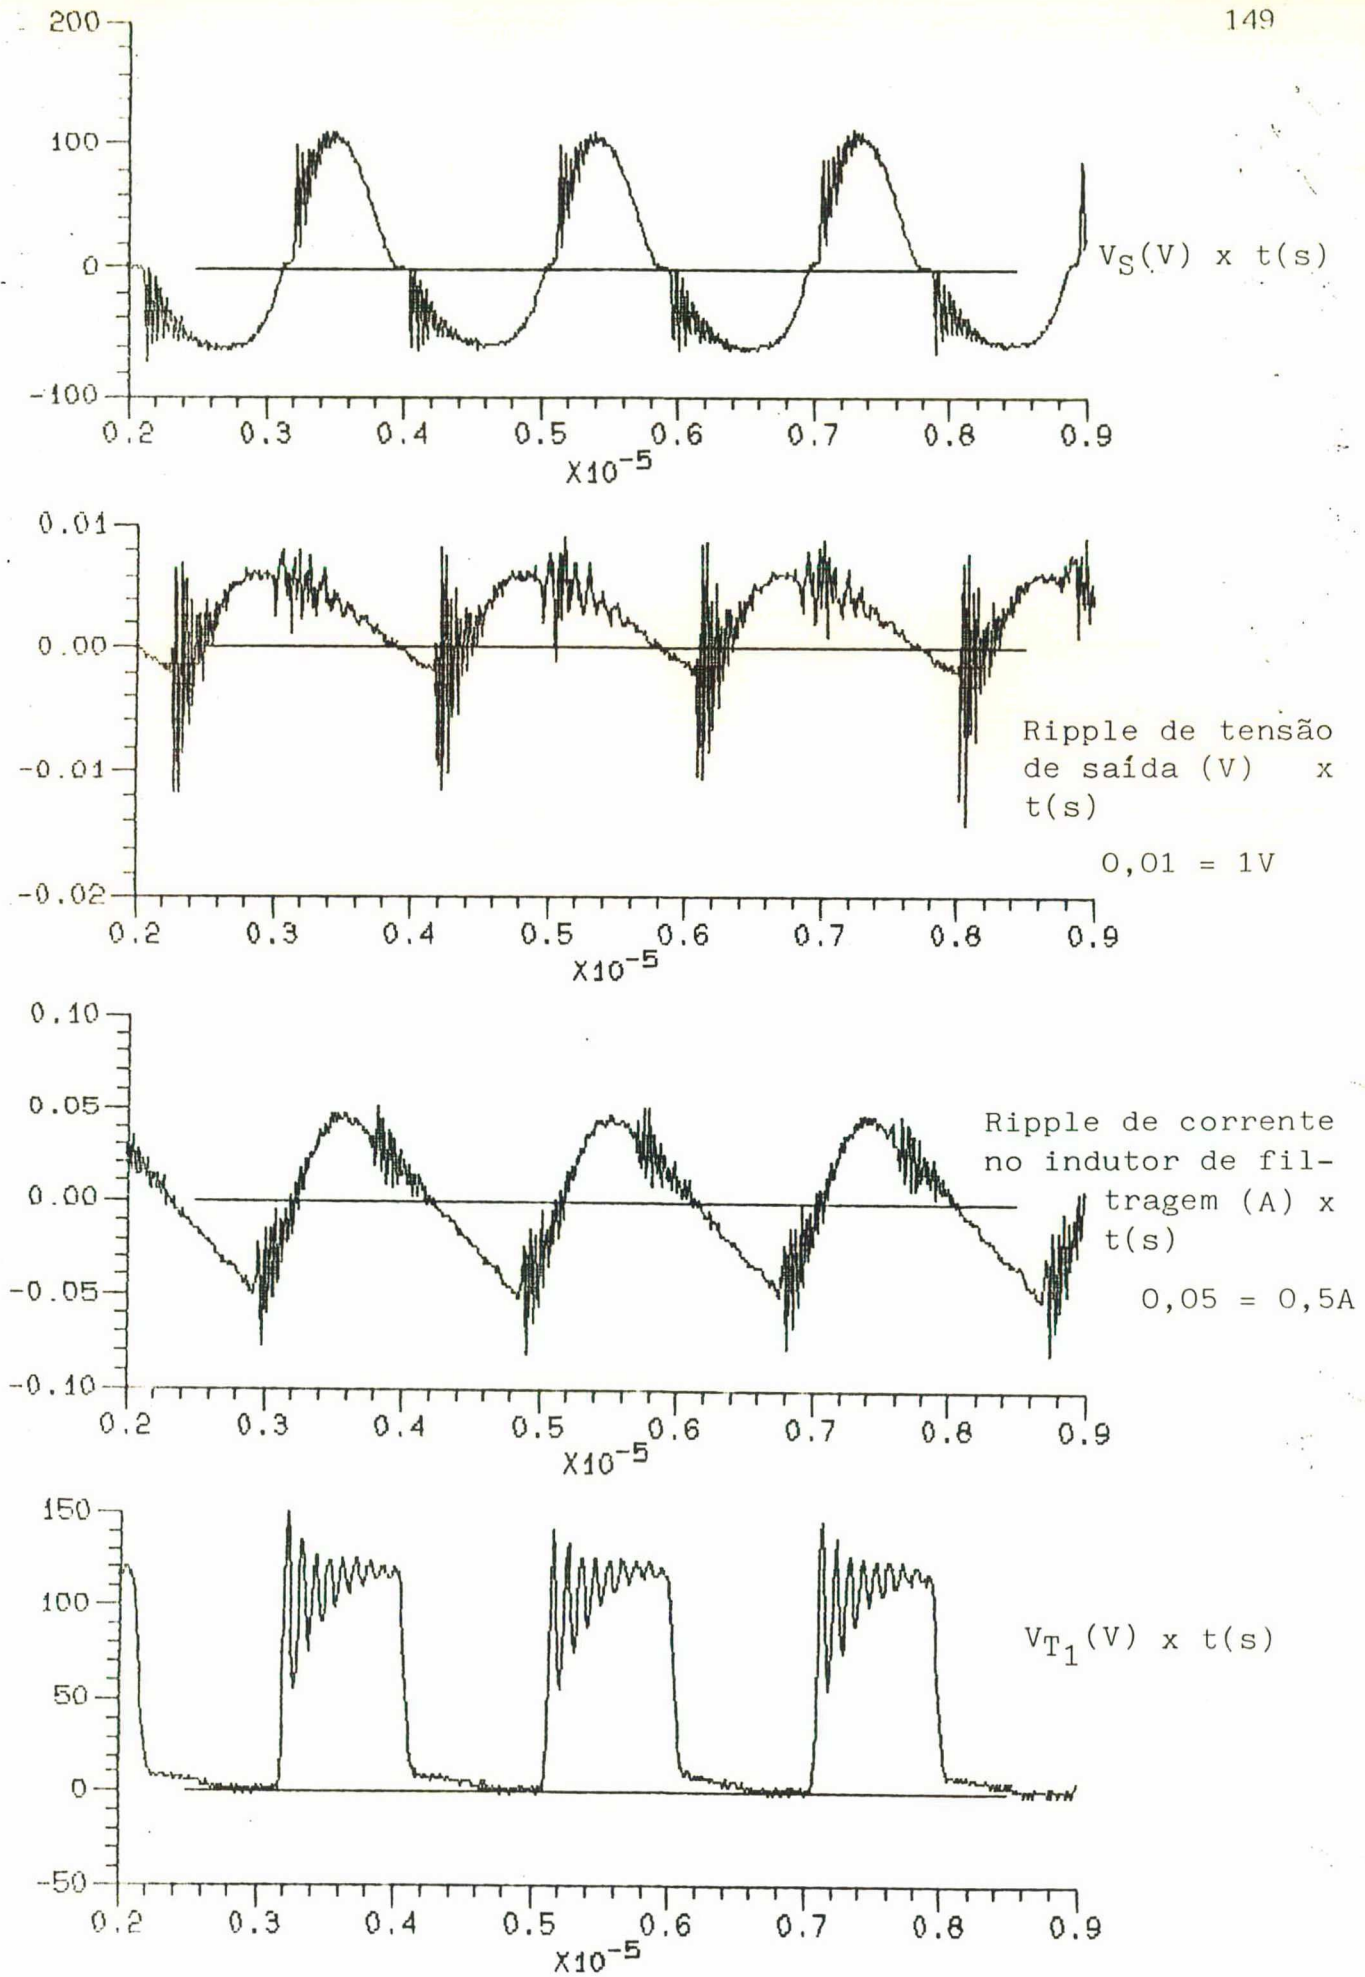 149
200
100
0
-100
0.2 0.3 0.4 0.5 0.6 0.7 0.8 0.9
X10-5
VS(V) x t(s)
0.01
0.00
-0.01
-0.02
0.2 0.3 0.4 0.5 0.6 0.7 0.8 0.9
X10-5
Ripple de tensão
de saída (V) x
t(s)
0,01 = 1V
0.10
0.05
0.00
-0.05
-0.10
0.2 0.3 0.4 0.5 0.6 0.7 0.8 0.9
X10-5
Ripple de corrente
no indutor de fil-
tragem (A) x
t(s)
0,05 = 0,5A
150
100
50
0
-50
0.2 0.3 0.4 0.5 0.6 0.7 0.8 0.9
X10-5
VT1(V) x t(s)